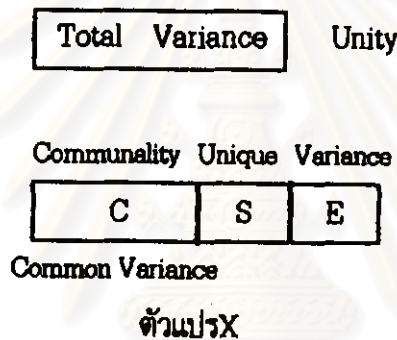 Total Variance Unity
Communality Unique Variance
C S E
Common Variance
ตัวแปรX